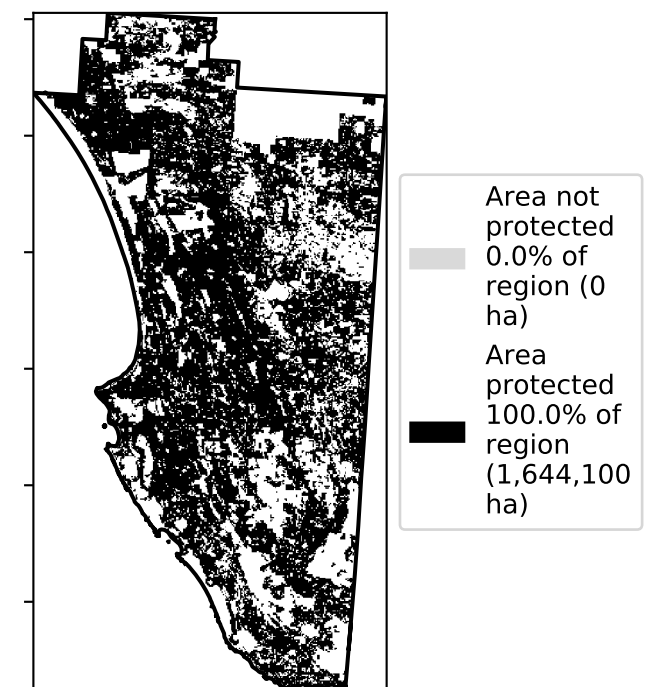 Area not
protected
0.0% of
region (0
ha)
Area
protected
100.0% of
region
(1,644,100
ha)